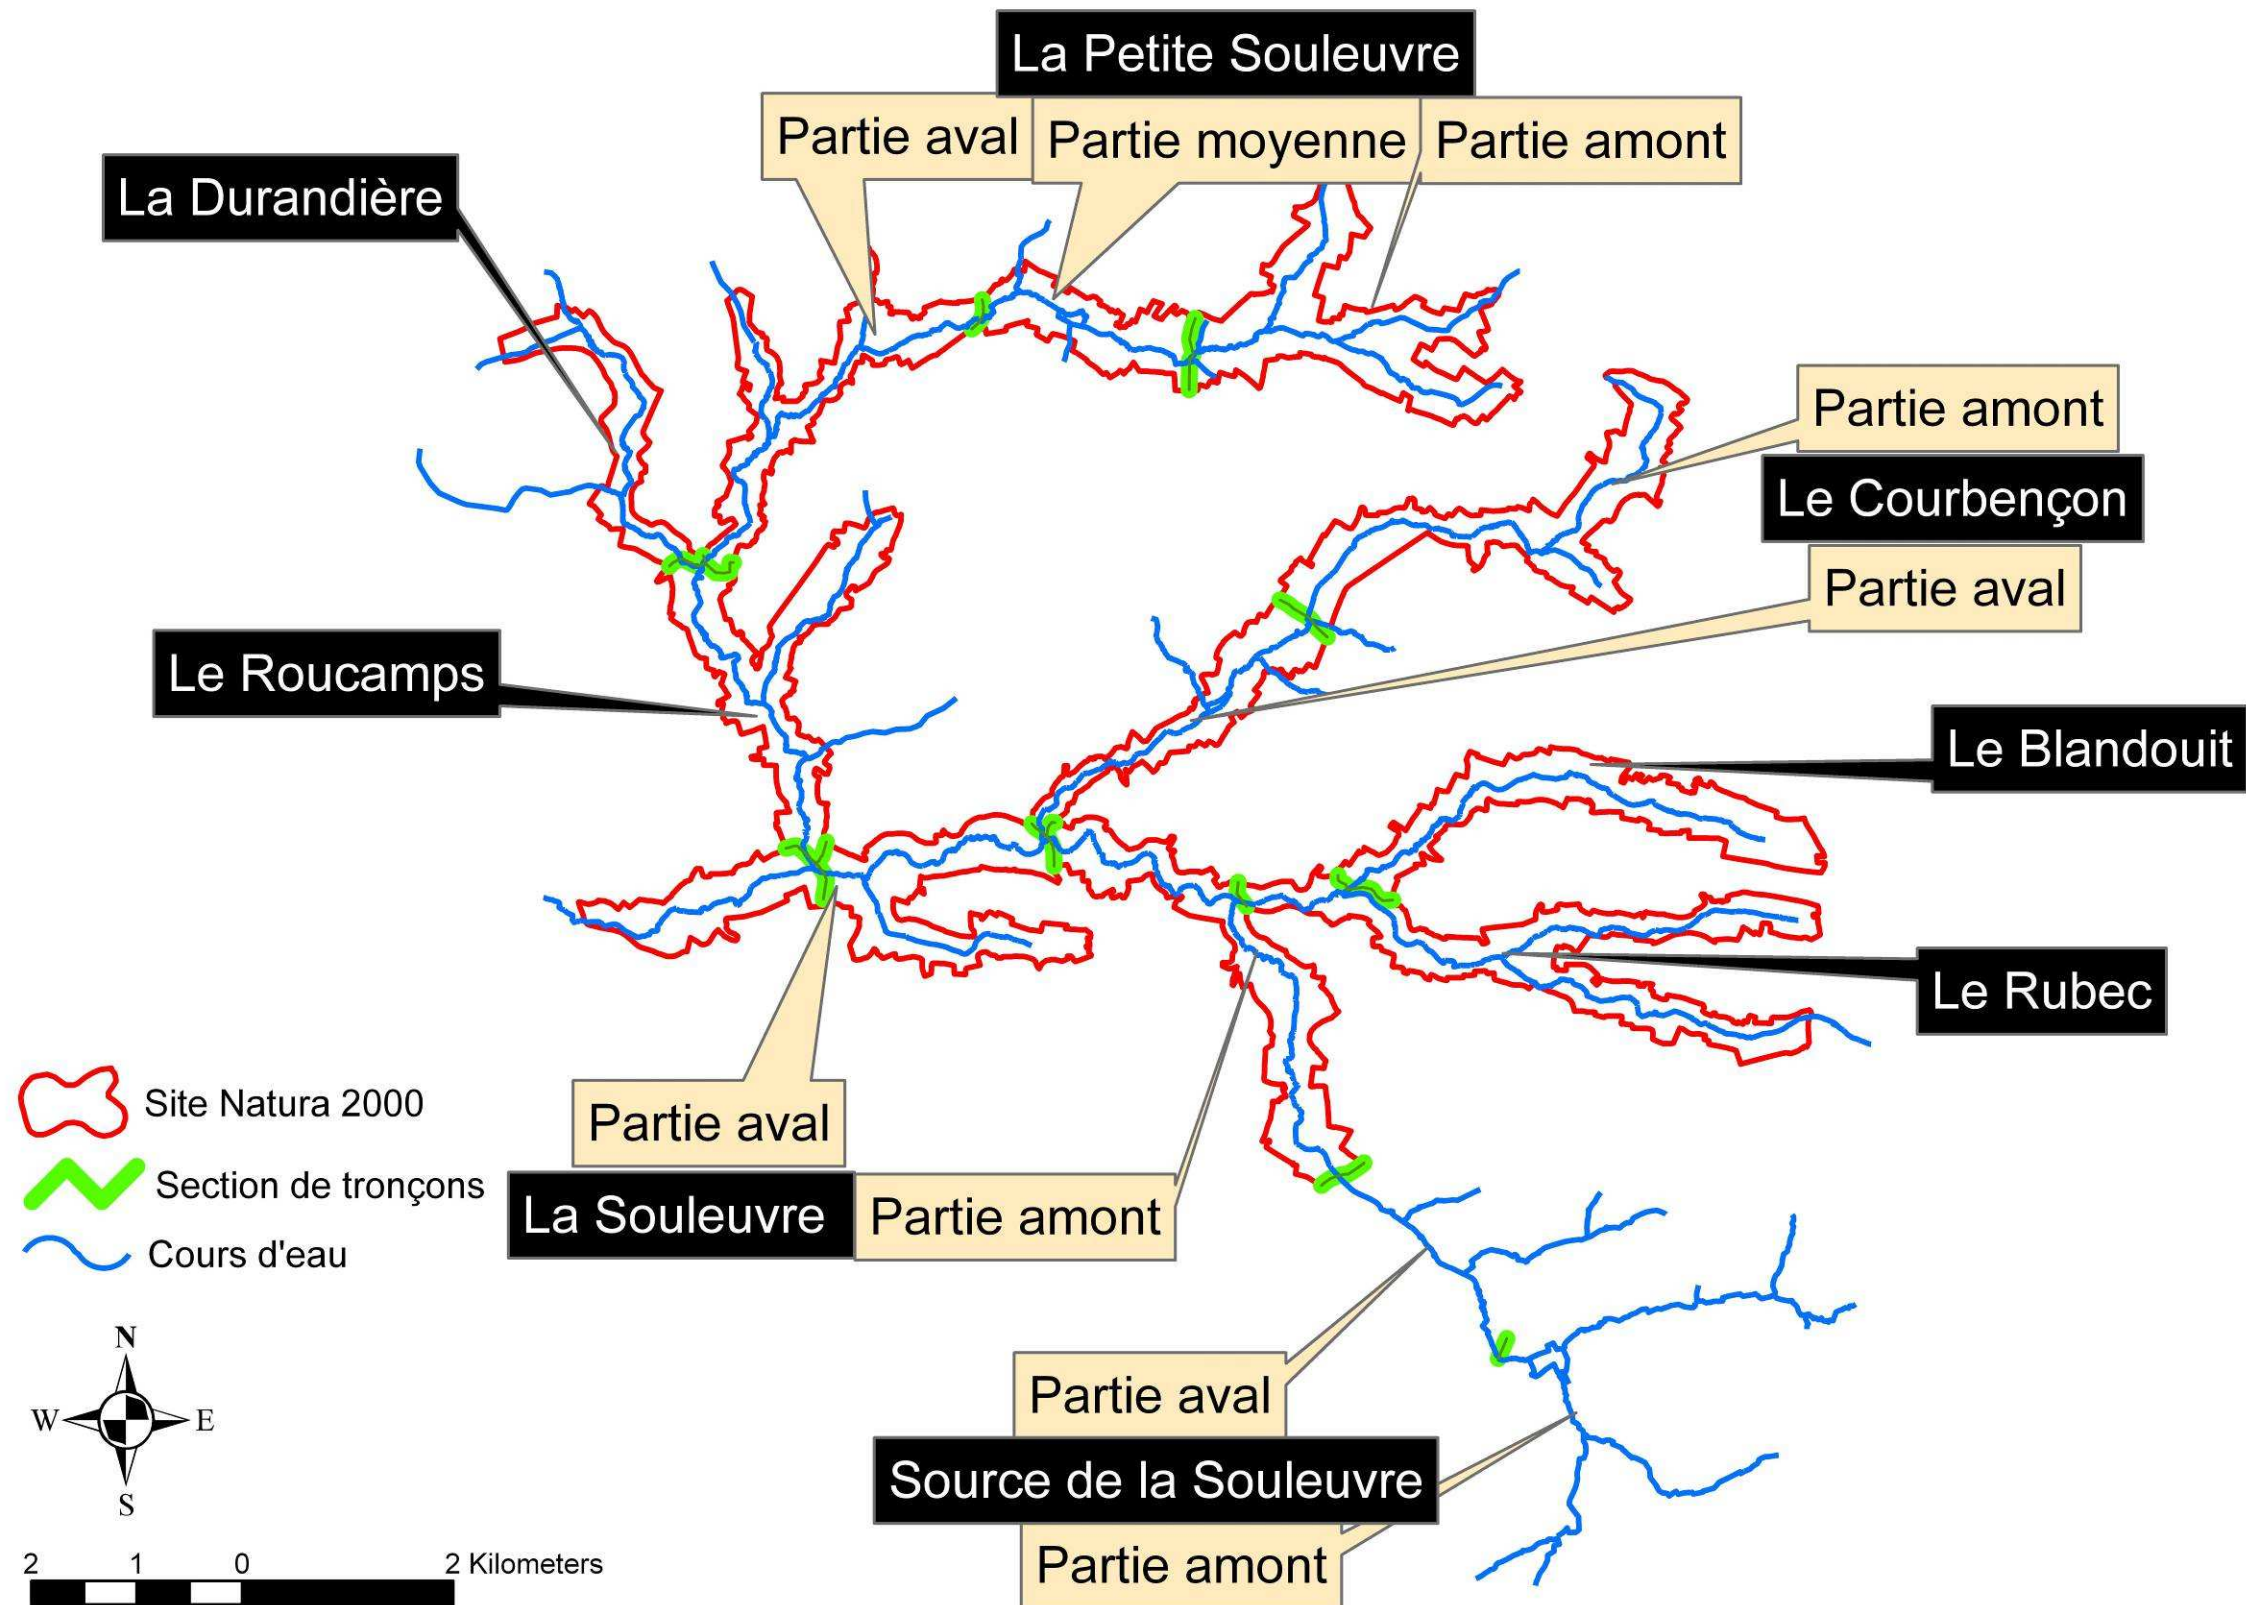 La Petite Souleuvre
Partie aval
Partie moyenne
Partie amont
La Durandière
Partie amont
Le Courbençon
Partie aval
Le Roucamps
Le Blandouit
Le Rubec
Partie aval
La Souleuvre
Partie amont
Site Natura 2000
Section de tronçons
Cours d'eau
Partie aval
Source de la Souleuvre
Partie amont
N
W E
S
2 1 0 2 Kilometers